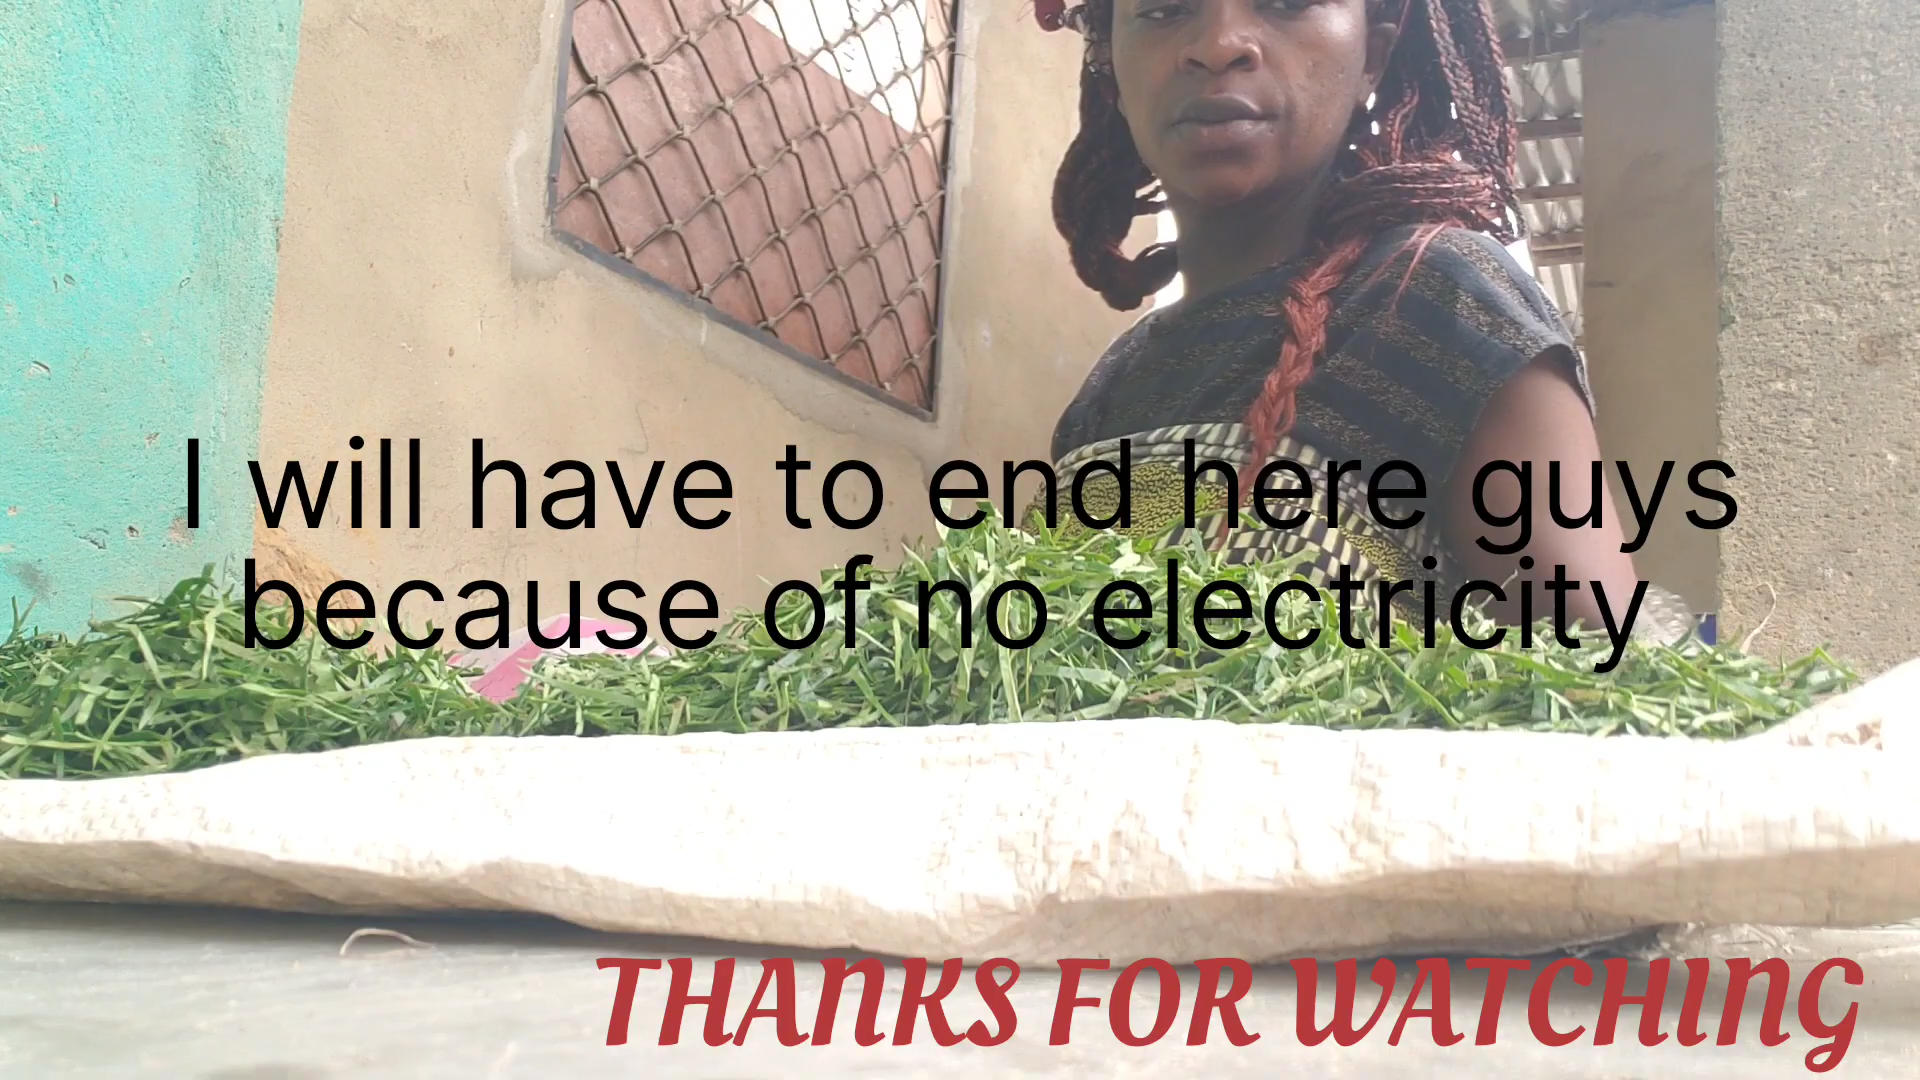 I will have to end here guys
because of no electricity
THANKS FOR WATCHING